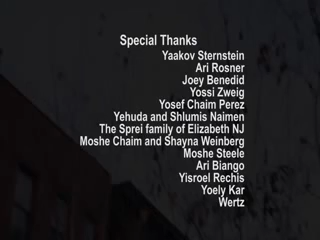 Special Thanks
Yaakov Sternstein
Ari Rosner
Joey Benedid
Yossi Zweig
Yosef Chaim Perez
Yehuda and Shlumis Naimen
The Sprei family of Elizabeth NJ
Moshe Chaim and Shayna Weinberg
Moshe Steele
Ari Biango
Yisroel Rechis
Yoely Kar
Wertz